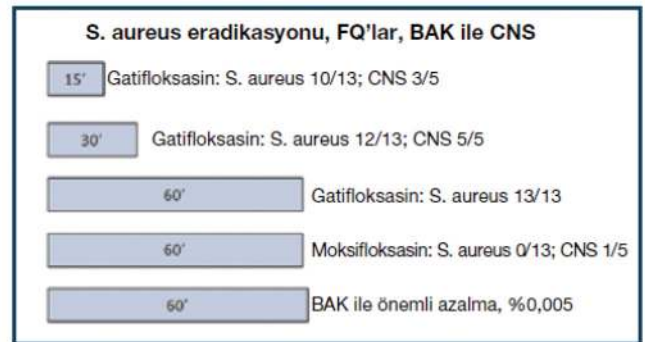 S. aureus eradikasyonu, FQ'lar, BAK ile CNS
15' Gatifloksasin: S. aureus 10/13; CNS 3/5
30' Gatifloksasin: S. aureus 12/13; CNS 5/5
60' Gatifloksasin: S. aureus 13/13
60' Moksifloksasin: S. aureus 0/13; CNS 1/5
60' BAK ile önemli azalma, %0,005